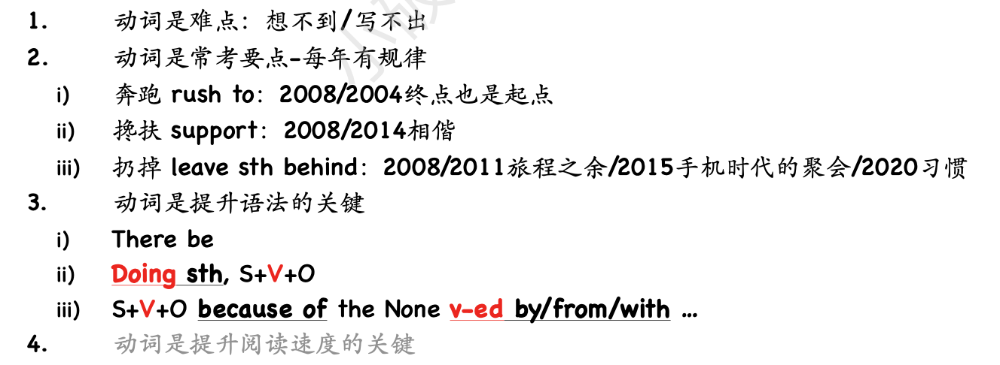 1. 动词是难点：想不到/写不出
2. 动词是常考要点-每年有规律
i) 奔跑 rush to：2008/2004终点也是起点
ii) 搀扶 support：2008/2014相偕
iii) 扔掉 leave sth behind：2008/2011旅程之余/2015手机时代的聚会/2020习惯
3. 动词是提升语法的关键
i) There be
ii) Doing sth, S+V+O
iii) S+V+O because of the None v-ed by/from/with …
4. 动词是提升阅读速度的关键